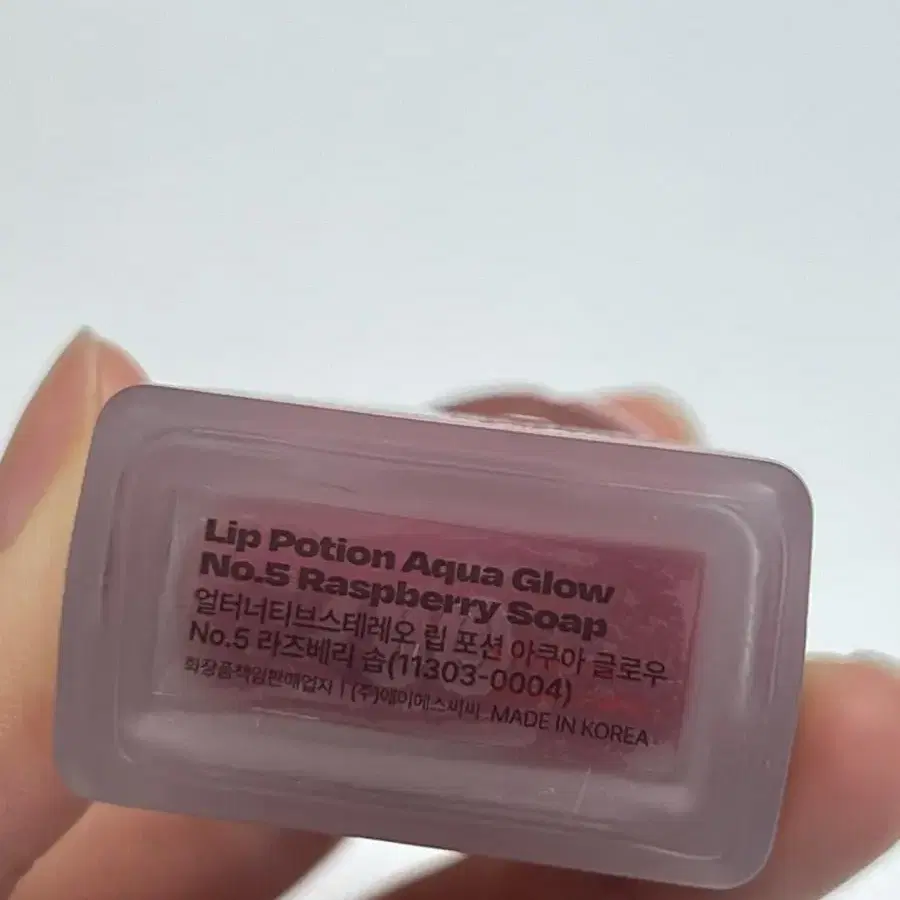 Lip Potion Aqua Glow
No.5 Raspberry Soap
얼터너티브스테레오 립 포션 아쿠아 글로우
No.5 라즈베리 솝(11303-0004)
화장품책임판매업자 | (주)에이에스비비 MADE IN KOREA